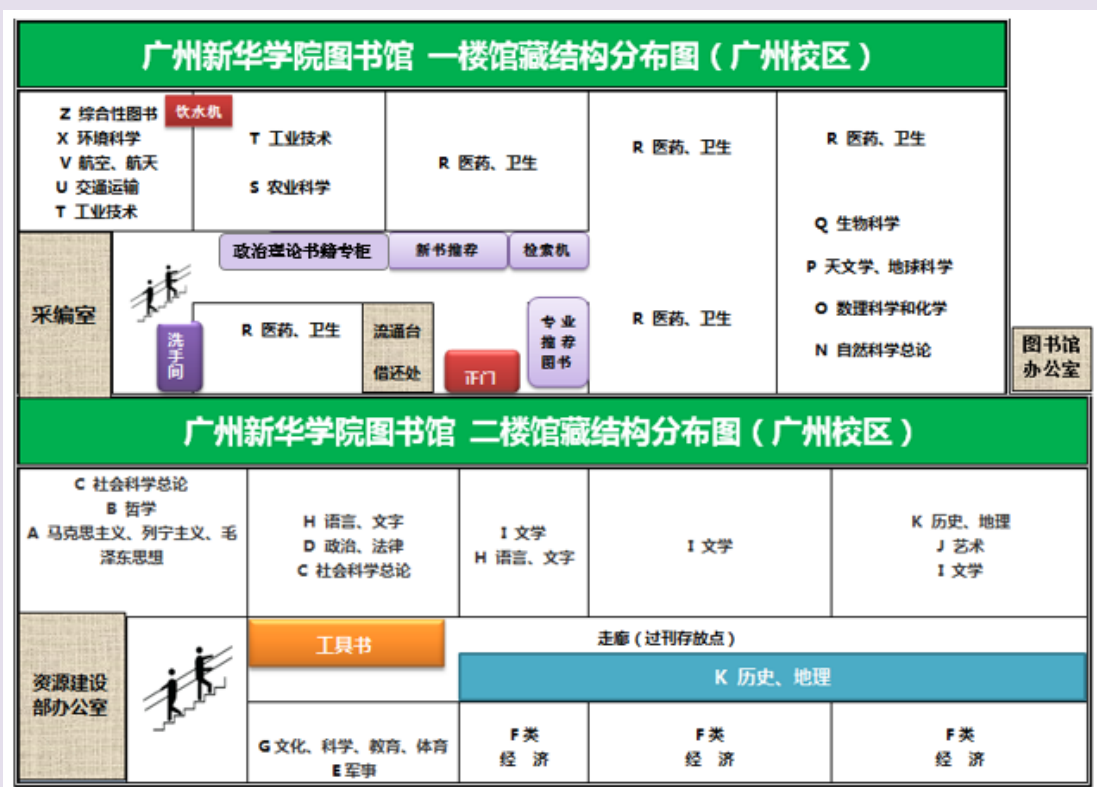 广州新华学院图书馆 一楼馆藏结构分布图（广州校区）
Z 综合性图书
X 环境科学
V 航空、航天
U 交通运输
T 工业技术
饮水机
T 工业技术
S 农业科学
R 医药、卫生
R 医药、卫生
R 医药、卫生
Q 生物科学
P 天文学、地球科学
O 数理科学和化学
N 自然科学总论
采编室
政治理论书籍专柜
新书推荐
检索机
洗手间
R 医药、卫生
流通台
借还处
正门
专业
推荐
图书
R 医药、卫生
图书馆
办公室
广州新华学院图书馆 二楼馆藏结构分布图（广州校区）
C 社会科学总论
B 哲学
A 马克思主义、列宁主义、毛
泽东思想
H 语言、文字
D 政治、法律
C 社会科学总论
I 文学
H 语言、文字
I 文学
K 历史、地理
J 艺术
I 文学
资源建设
部办公室
工具书
走廊（过刊存放点）
K 历史、地理
G 文化、科学、教育、体育
E 军事
F 类
经 济
F 类
经 济
F 类
经 济